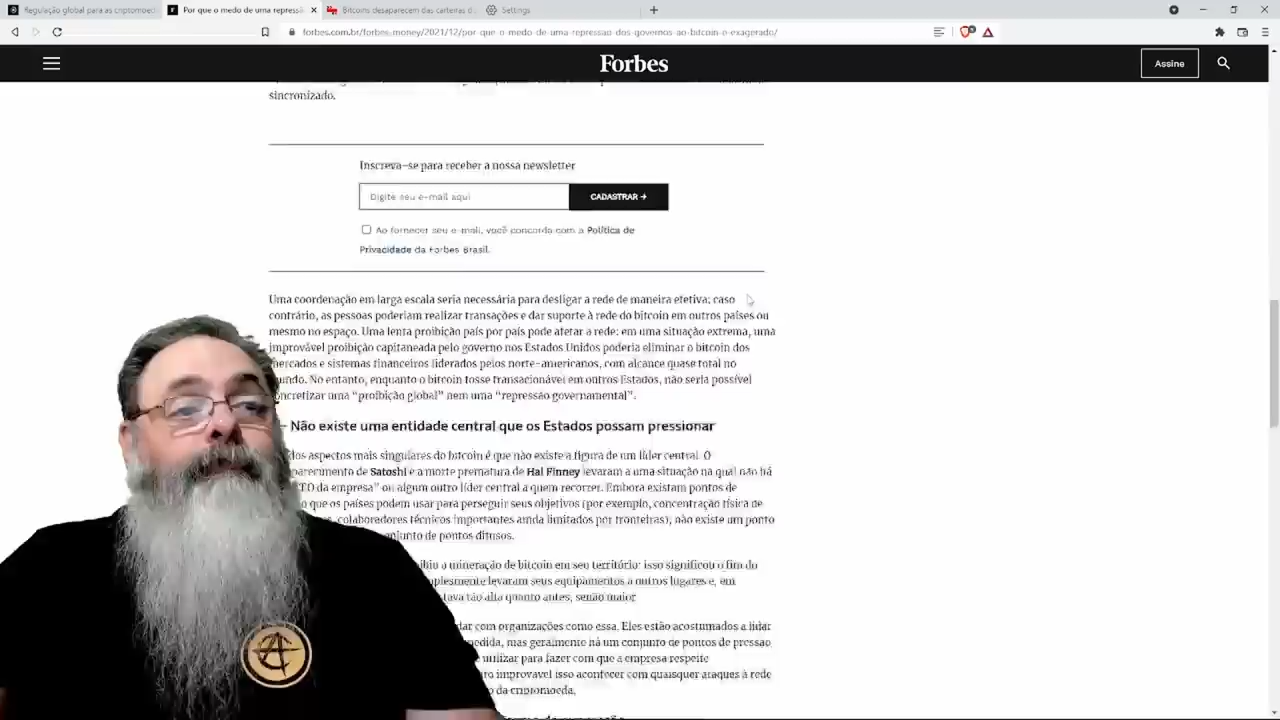 Regulação global para as criptomoed
Por que o medo de uma repressã
Bitcoins desaparecem das carteiras d
Settings
forbes.com.br/forbes-money/2021/12/por-que-o-medo-de-uma-repressao-dos-governos-ao-bitcoin-e-exagerado/
Forbes
Assine
sincronizado.
Inscreva-se para receber a nossa newsletter
Digite seu e-mail aqui
CADASTRAR →
Ao fornecer seu e-mail, você concorda com a Política de
Privacidade da Forbes Brasil.
Uma coordenação em larga escala seria necessária para desligar a rede de maneira efetiva; caso
contrário, as pessoas poderiam realizar transações e dar suporte à rede do bitcoin em outros países ou
mesmo no espaço. Uma lenta proibição país por país pode afetar a rede: em uma situação extrema, uma
improvável proibição capitaneada pelo governo nos Estados Unidos poderia eliminar o bitcoin dos
mercados e sistemas financeiros liderados pelos norte-americanos, com alcance quase total no
undo. No entanto, enquanto o bitcoin fosse transacionável em outros Estados, não seria possível
concretizar uma “proibição global” nem uma “repressão governamental”.
– Não existe uma entidade central que os Estados possam pressionar
dos aspectos mais singulares do bitcoin é que não existe a figura de um líder central. O
parecimento de Satoshi e a morte prematura de Hal Finney levaram a uma situação na qual não há
TO da empresa” ou algum outro líder central a quem recorrer. Embora existam pontos de
o que os países podem usar para perseguir seus objetivos (por exemplo, concentração física de
, colaboradores técnicos importantes ainda limitados por fronteiras), não existe um ponto
njunto de pontos difusos.
ibiu a mineração de bitcoin em seu território: isso significou o fim do
plesmente levaram seus equipamentos a outros lugares e, em
tava tão alta quanto antes, senão maior
dar com organizações como essa. Eles estão acostumados a lidar
pedida, mas geralmente há um conjunto de pontos de pressão
utilizar para fazer com que a empresa respeite
ro improvável isso acontecer com quaisquer ataques à rede
o da criptomoeda.